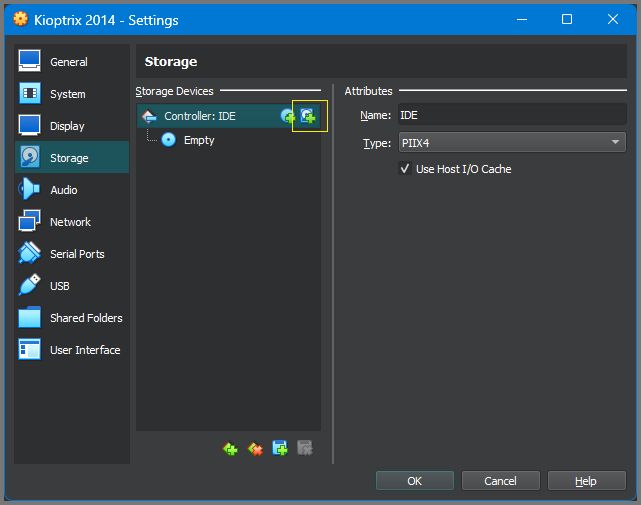 Kioptrix 2014 - Settings
General
System
Display
Storage
Audio
Network
Serial Ports
USB
Shared Folders
User Interface
Storage
Storage Devices
Controller: IDE
Empty
Attributes
Name: IDE
Type: PIIX4
Use Host I/O Cache
OK Cancel Help